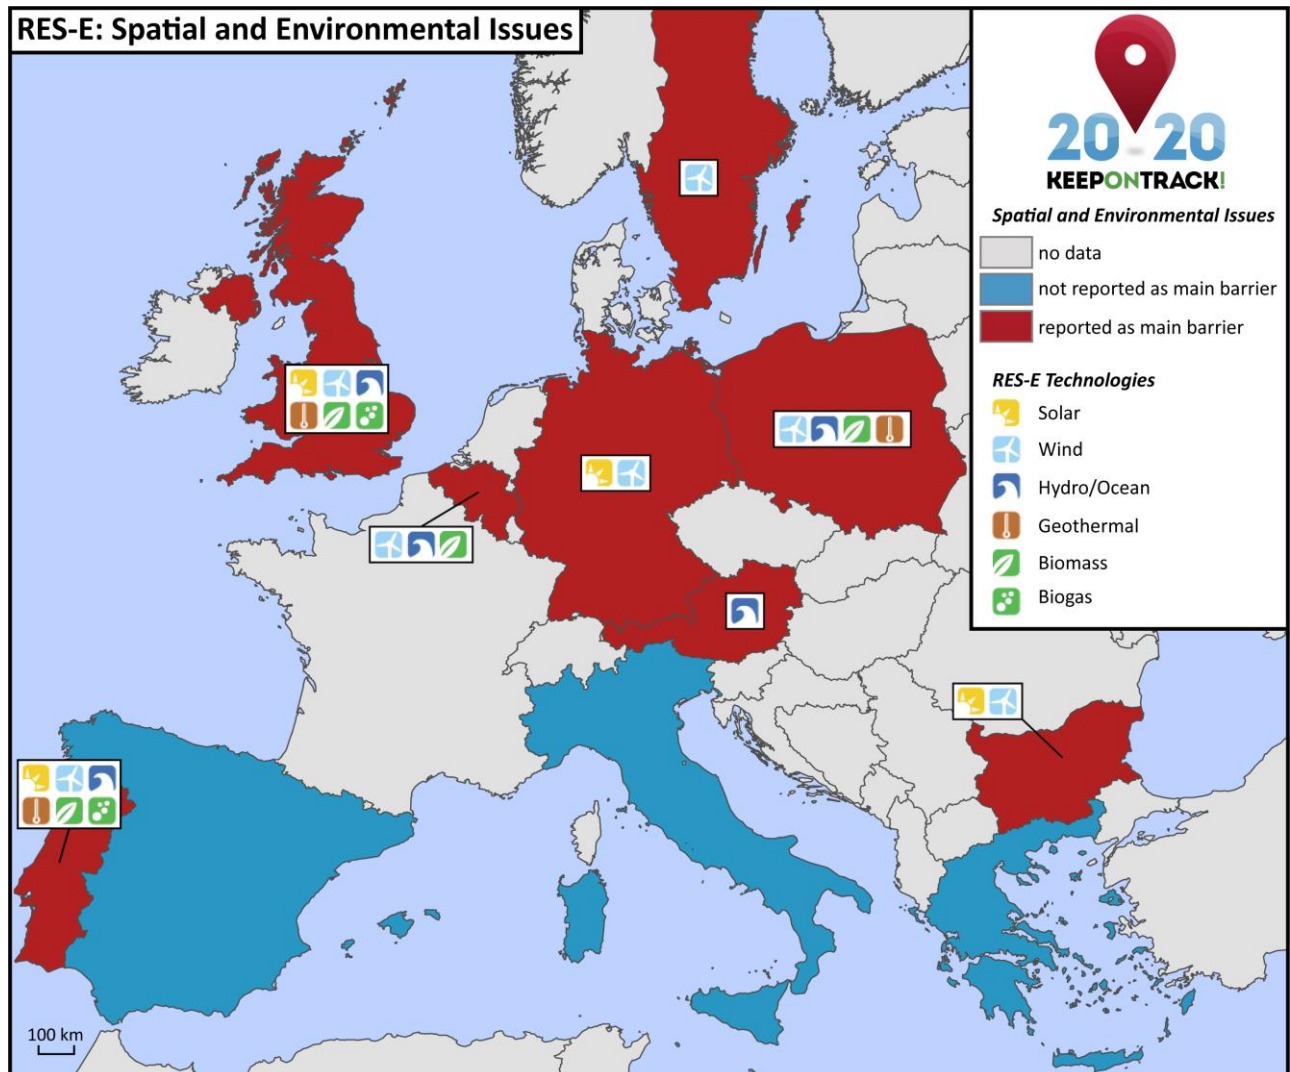 RES-E: Spatial and Environmental Issues
20 20
KEEPONTRACK!
Spatial and Environmental Issues
no data
not reported as main barrier
reported as main barrier
RES-E Technologies
Solar
Wind
Hydro/Ocean
Geothermal
Biomass
Biogas
100 km